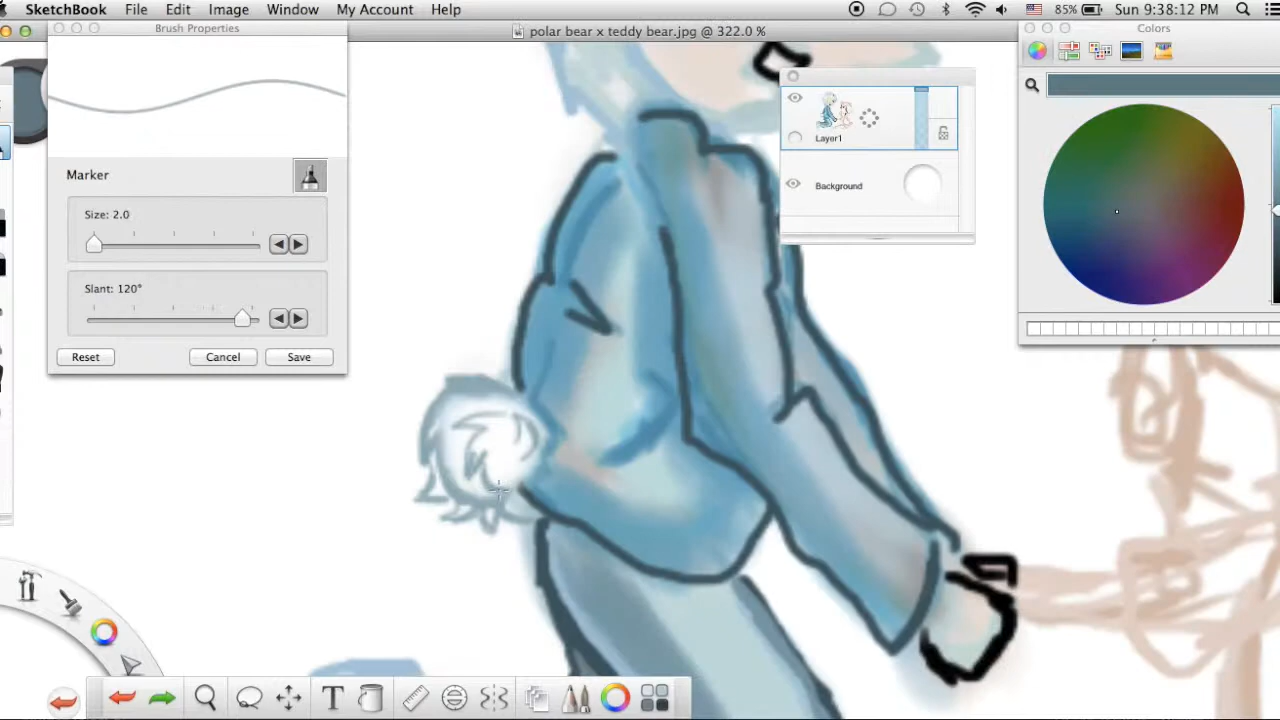 SketchBook File Edit Image Window My Account Help 85% Sun 9:38:12 PM
Brush Properties
polar bear x teddy bear.jpg @ 322.0 %
Colors
Layer1
Marker
Background
Size: 2.0
Slant: 120°
Reset Cancel Save
T